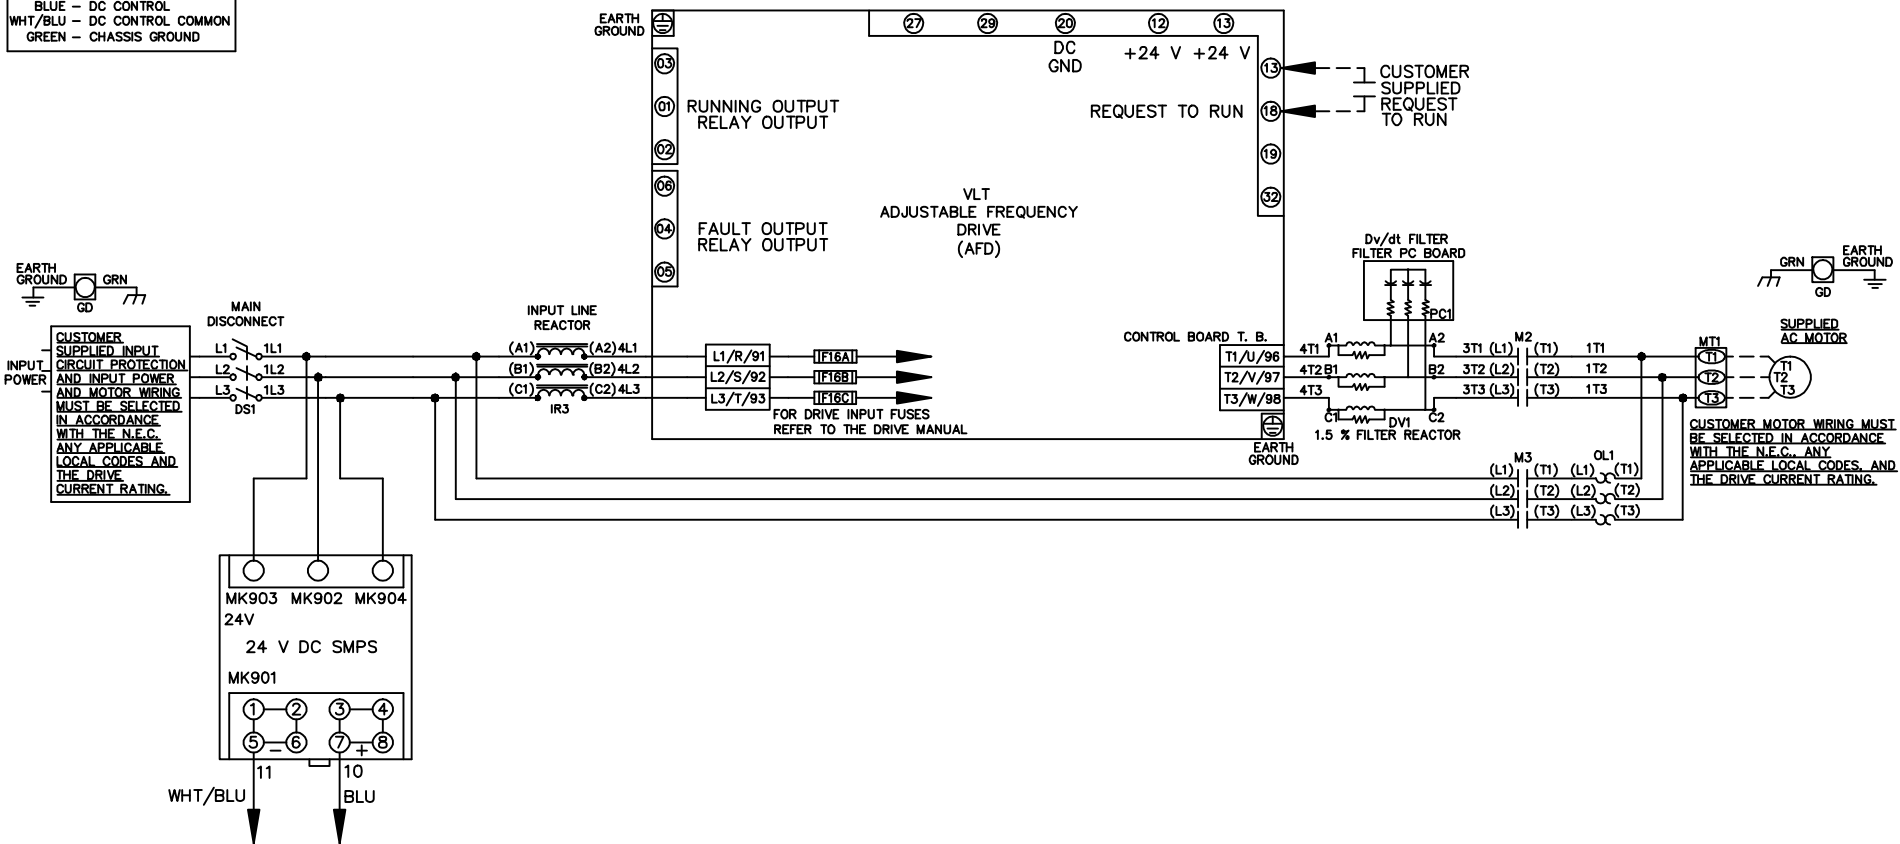 BLUE – DC CONTROL
WHT/BLU – DC CONTROL COMMON
GREEN – CHASSIS GROUND
EARTH
GROUND
03
01
02
RUNNING OUTPUT
RELAY OUTPUT
06
04
05
FAULT OUTPUT
RELAY OUTPUT
27
29
20
12
13
DC
GND
+24 V
+24 V
13
18
19
32
REQUEST TO RUN
CUSTOMER
SUPPLIED
REQUEST
TO RUN
VLT
ADJUSTABLE FREQUENCY
DRIVE
(AFD)
EARTH
GROUND
GRN
GD
INPUT
POWER
CUSTOMER
SUPPLIED INPUT
CIRCUIT PROTECTION
AND INPUT POWER
AND MOTOR WIRING
MUST BE SELECTED
IN ACCORDANCE
WITH THE N.E.C.
ANY APPLICABLE
LOCAL CODES AND
THE DRIVE
CURRENT RATING.
MAIN
DISCONNECT
L1 1L1
L2 1L2
L3 1L3
DS1
INPUT LINE
REACTOR
(A1) (A2) 4L1
(B1) (B2) 4L2
(C1) (C2) 4L3
IR3
L1/R/91
L2/S/92
L3/T/93
F16A
F16B
F16C
FOR DRIVE INPUT FUSES
REFER TO THE DRIVE MANUAL
CONTROL BOARD T. B.
T1/U/96
T2/V/97
T3/W/98
EARTH
GROUND
Dv/dt FILTER
FILTER PC BOARD
PC1
4T1 A1 A2
4T2 B1 B2
4T3 C1 C2
DV1
1.5 % FILTER REACTOR
M2
3T1 (L1) (T1) 1T1
3T2 (L2) (T2) 1T2
3T3 (L3) (T3) 1T3
M3 OL1
(L1) (T1) (L1) (T1)
(L2) (T2) (L2) (T2)
(L3) (T3) (L3) (T3)
MT1
T1
T2
T3
GRN
EARTH
GROUND
GD
SUPPLIED
AC MOTOR
T1
T2
T3
CUSTOMER MOTOR WIRING MUST
BE SELECTED IN ACCORDANCE
WITH THE N.E.C.. ANY
APPLICABLE LOCAL CODES. AND
THE DRIVE CURRENT RATING.
MK903 MK902 MK904
24V
24 V DC SMPS
MK901
1 2 3 4
5 – 6 7 + 8
11 10
WHT/BLU BLU